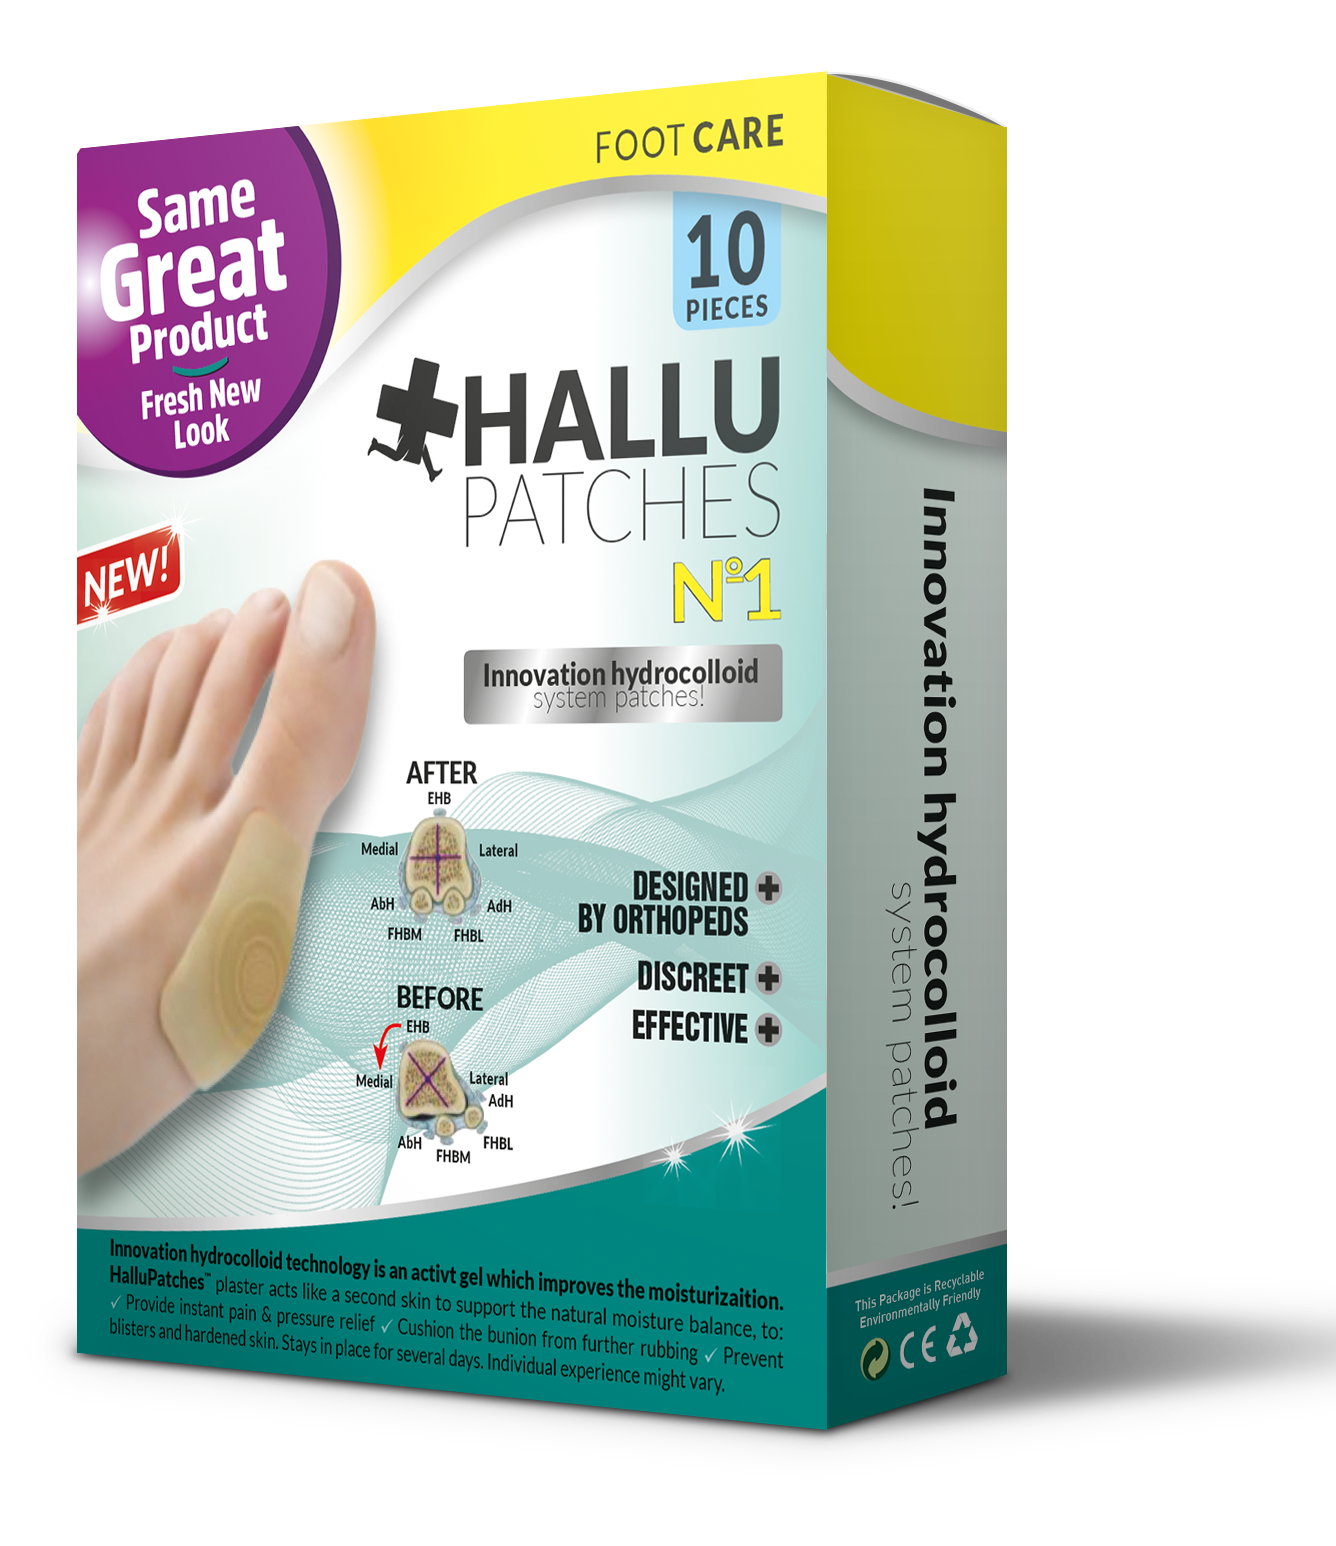 FOOT CARE
Same
Great
Product
Fresh New
Look
10
PIECES
HALLU
PATCHES
Nº1
NEW!
Innovation hydrocolloid
system patches!
AFTER
EHB
Medial
Lateral
AbH
AdH
FHBM
FHBL
DESIGNED
BY ORTHOPEDS
DISCREET
EFFECTIVE
BEFORE
EHB
Medial
Lateral
AdH
AbH
FHBL
FHBM
Innovation hydrocolloid technology is an activt gel which improves the moisturizaition.
HalluPatches™ plaster acts like a second skin to support the natural moisture balance, to:
✓ Provide instant pain & pressure relief ✓ Cushion the bunion from further rubbing ✓ Prevent
blisters and hardened skin. Stays in place for several days. Individual experience might vary.
Innovation hydrocolloid
system patches!
This Package is Recyclable
Environmentally Friendly
CE